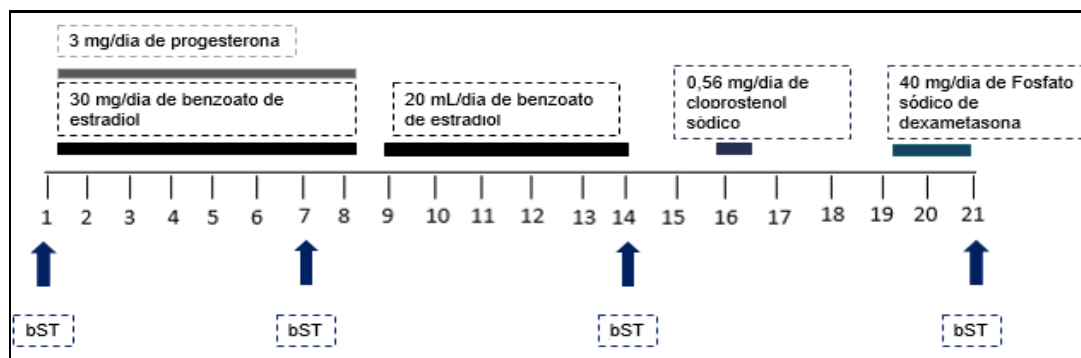 3 mg/dia de progesterona
30 mg/dia de benzoato de
estradiol
20 mL/dia de benzoato
de estradiol
0,56 mg/dia de
cloprostenol
sódico
40 mg/dia de Fosfato
sódico de
dexametasona
1 2 3 4 5 6 7 8 9 10 11 12 13 14 15 16 17 18 19 20 21
bST bST bST bST